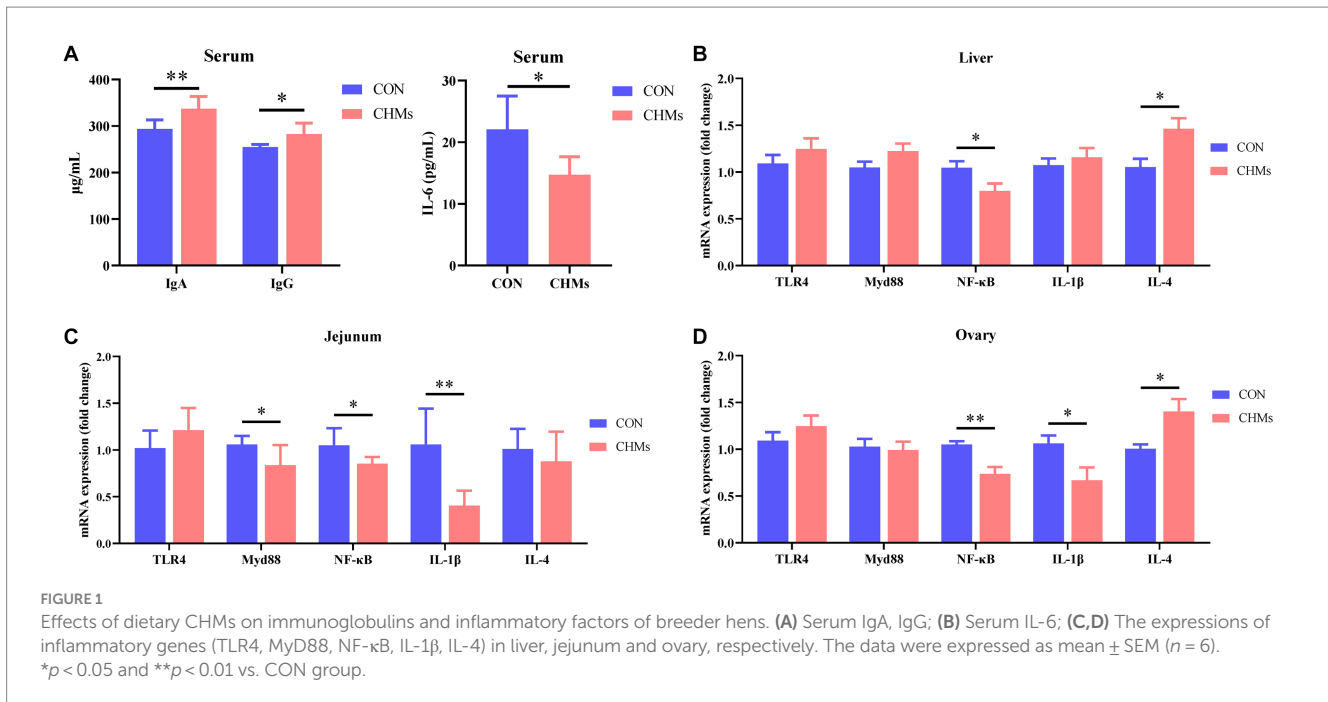 A
Serum
400
300
200
100
0
µg/mL
**
*
IgA
IgG
CON
CHMs
Serum
30
20
10
0
IL-6 (pg/mL)
*
CON
CHMs
CON
CHMs
B
Liver
2.0
1.5
1.0
0.5
0.0
mRNA expression (fold change)
*
*
TLR4
Myd88
NF-κB
IL-1β
IL-4
CON
CHMs
C
Jejunum
2.0
1.5
1.0
0.5
0.0
mRNA expression (fold change)
*
*
**
TLR4
Myd88
NF-κB
IL-1β
IL-4
CON
CHMs
D
Ovary
2.0
1.5
1.0
0.5
0.0
mRNA expression (fold change)
**
*
*
TLR4
Myd88
NF-κB
IL-1β
IL-4
CON
CHMs
FIGURE 1
Effects of dietary CHMs on immunoglobulins and inflammatory factors of breeder hens. (A) Serum IgA, IgG; (B) Serum IL-6; (C,D) The expressions of
inflammatory genes (TLR4, MyD88, NF-κB, IL-1β, IL-4) in liver, jejunum and ovary, respectively. The data were expressed as mean ± SEM (n = 6).
*p < 0.05 and **p < 0.01 vs. CON group.